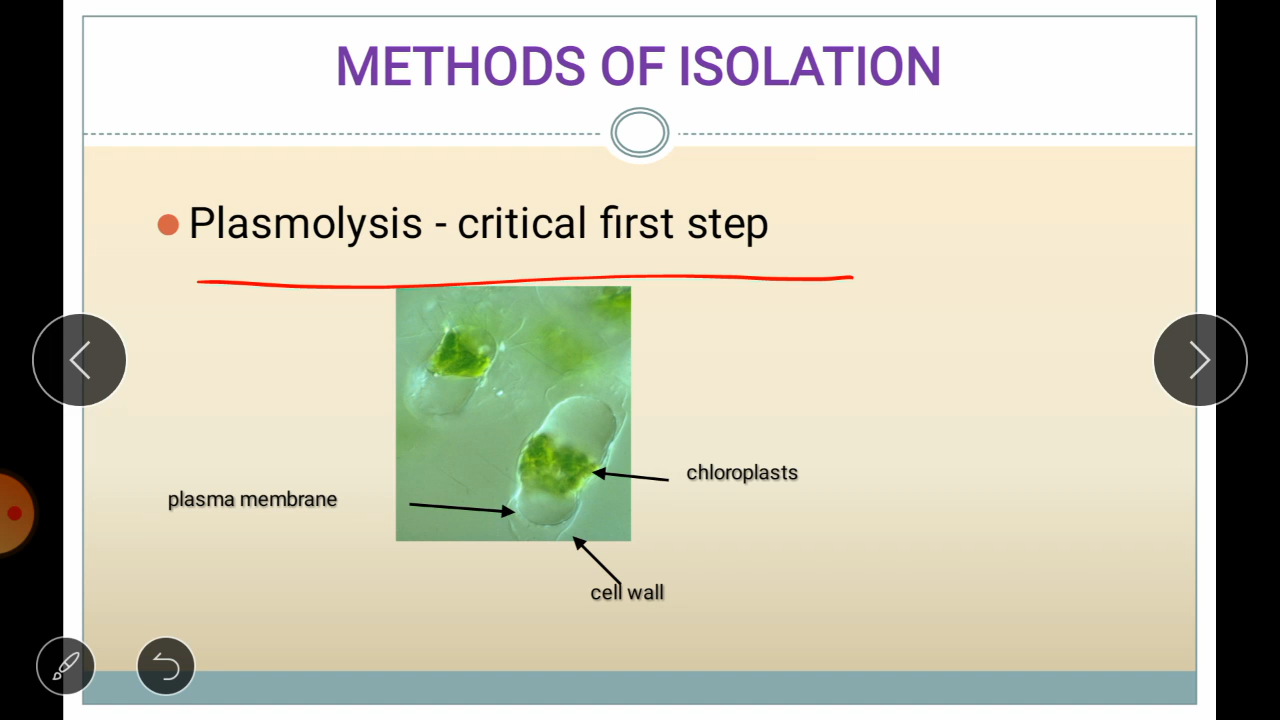 METHODS OF ISOLATION
Plasmolysis - critical first step
chloroplasts
plasma membrane
cell wall